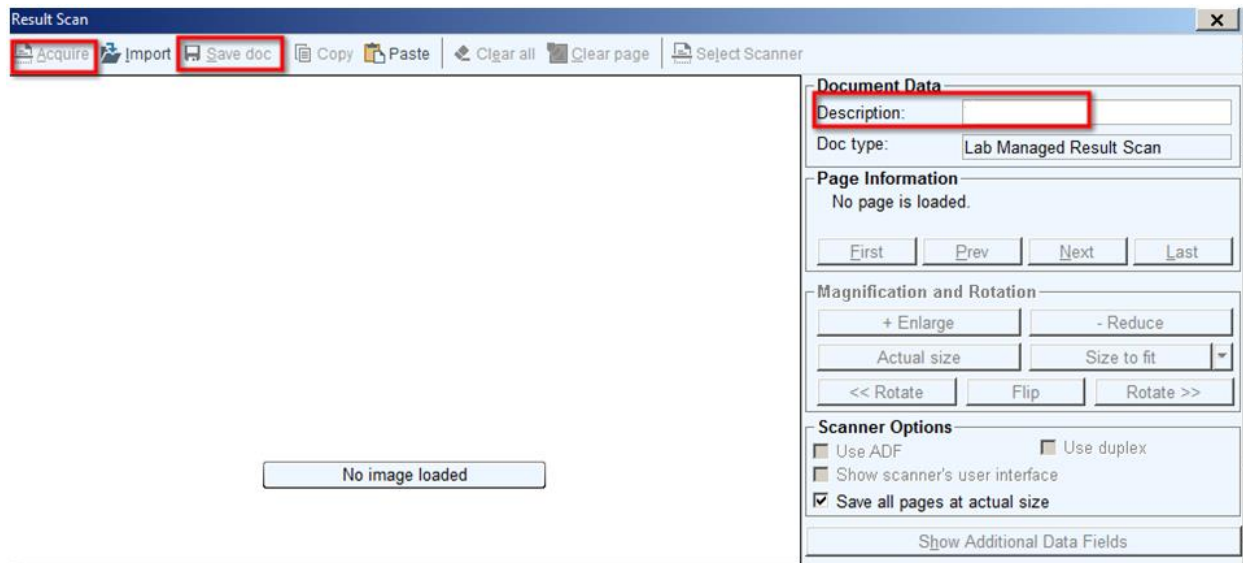 Result Scan
Acquire Import Save doc Copy Paste Clear all Clear page Select Scanner
Document Data
Description:
Doc type: Lab Managed Result Scan
Page Information
No page is loaded.
First Prev Next Last
Magnification and Rotation
+ Enlarge - Reduce
Actual size Size to fit
<< Rotate Flip Rotate >>
Scanner Options
Use ADF Use duplex
Show scanner's user interface
Save all pages at actual size
No image loaded
Show Additional Data Fields